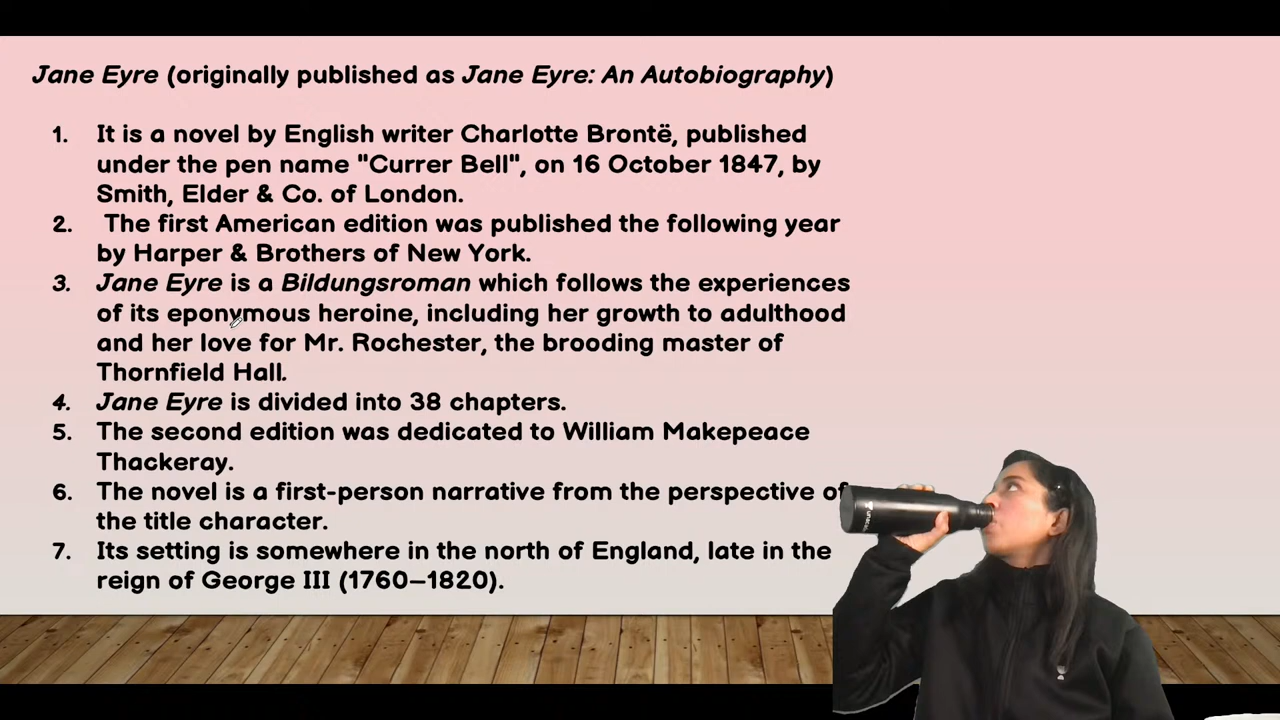 Jane Eyre (originally published as Jane Eyre: An Autobiography)
1. It is a novel by English writer Charlotte Brontë, published
under the pen name "Currer Bell", on 16 October 1847, by
Smith, Elder & Co. of London.
2. The first American edition was published the following year
by Harper & Brothers of New York.
3. Jane Eyre is a Bildungsroman which follows the experiences
of its eponymous heroine, including her growth to adulthood
and her love for Mr. Rochester, the brooding master of
Thornfield Hall.
4. Jane Eyre is divided into 38 chapters.
5. The second edition was dedicated to William Makepeace
Thackeray.
6. The novel is a first-person narrative from the perspective of
the title character.
7. Its setting is somewhere in the north of England, late in the
reign of George III (1760–1820).